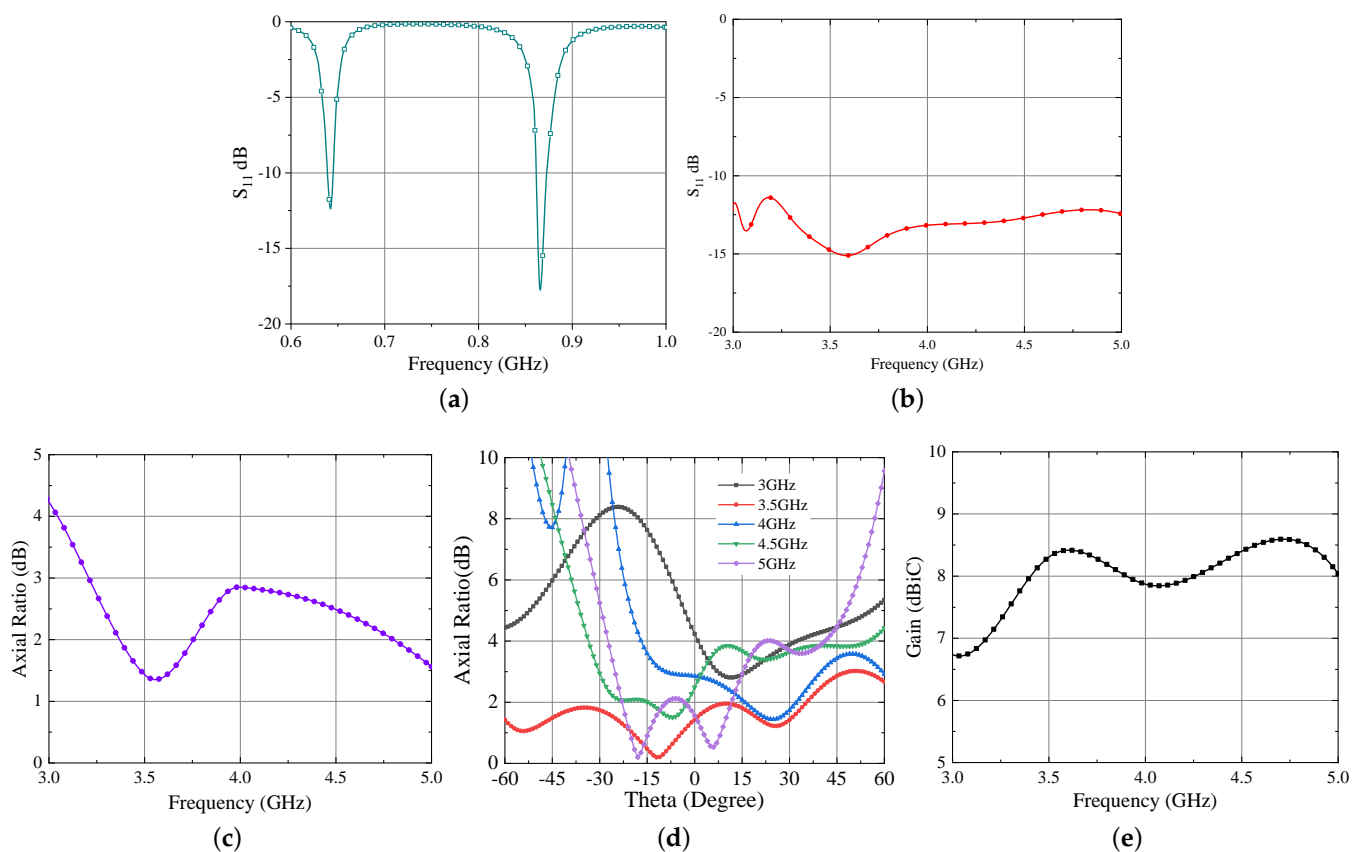 0
-5
-10
-15
-20
S₁₁ dB
0.6 0.7 0.8 0.9 1.0
Frequency (GHz)
(a)
0
-5
-10
-15
-20
S₁₁ dB
3.0 3.5 4.0 4.5 5.0
Frequency (GHz)
(b)
5
4
3
2
1
0
Axial Ratio (dB)
3.0 3.5 4.0 4.5 5.0
Frequency (GHz)
(c)
10
8
6
4
2
0
Axial Ratio(dB)
3GHz
3.5GHz
4GHz
4.5GHz
5GHz
-60 -45 -30 -15 0 15 30 45 60
Theta (Degree)
(d)
10
9
8
7
6
5
Gain (dBiC)
3.0 3.5 4.0 4.5 5.0
Frequency (GHz)
(e)